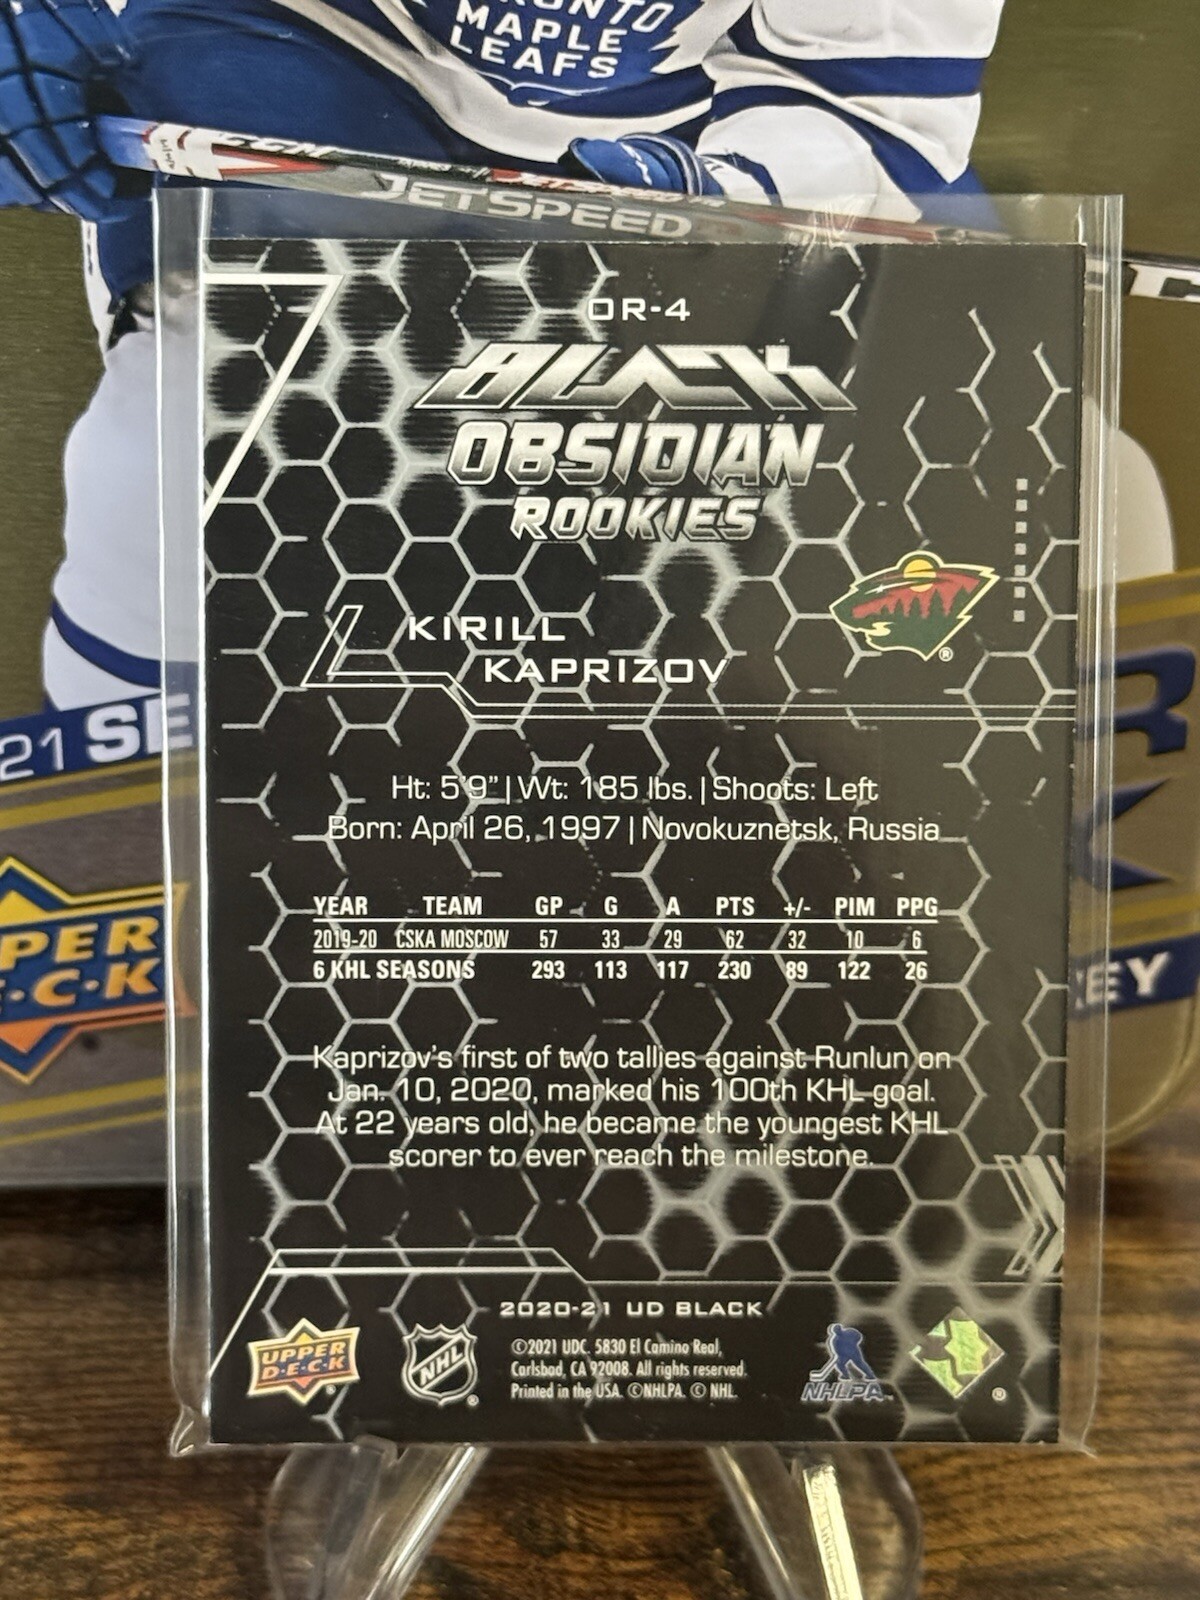 TORONTO
MAPLE
LEAFS
CCM
JETSPEED
JETSPEED
OR-4
BLACK
OBSIDIAN
ROOKIES
KIRILL
KAPRIZOV
®
21 SE
Ht: 5'9" | Wt: 185 lbs. | Shoots: Left
Born: April 26, 1997 | Novokuznetsk, Russia
YEAR TEAM GP G A PTS +/- PIM PPG
2019-20 CSKA MOSCOW 57 33 29 62 32 10 6
6 KHL SEASONS 293 113 117 230 89 122 26
PER
E·C·K
KEY
Kaprizov's first of two tallies against Runlun on
Jan. 10, 2020, marked his 100th KHL goal.
At 22 years old, he became the youngest KHL
scorer to ever reach the milestone.
2020-21 UD BLACK
UPPER
D·E·C·K
®
NHL
®
©2021 UDC. 5830 El Camino Real,
Carlsbad, CA 92008. All rights reserved.
Printed in the USA. ©NHLPA. © NHL.
NHLPA
®